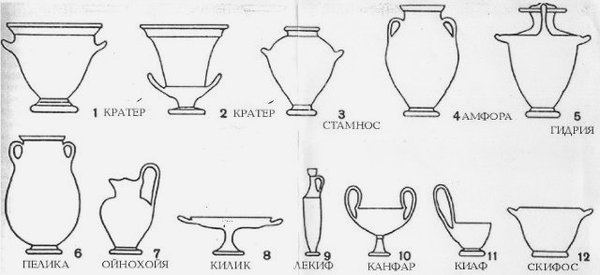 1 КРАТЕР
2 КРАТЕР
3
СТАМНОС
4 АМФОРА
5
ГИДРИЯ
6
ПЕЛИКА
7
ОЙНОХОЙЯ
8
КИЛИК
9
ЛЕКИФ
10
КАНФАР
11
КИАФ
12
СКИФОС